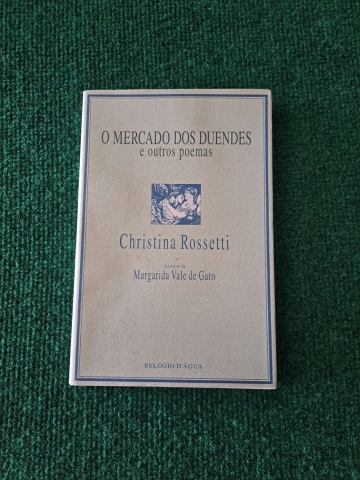 O MERCADO DOS DUENDES
e outros poemas
Christina Rossetti
Margarida Vale de Gato
RELÓGIO D'ÁGUA